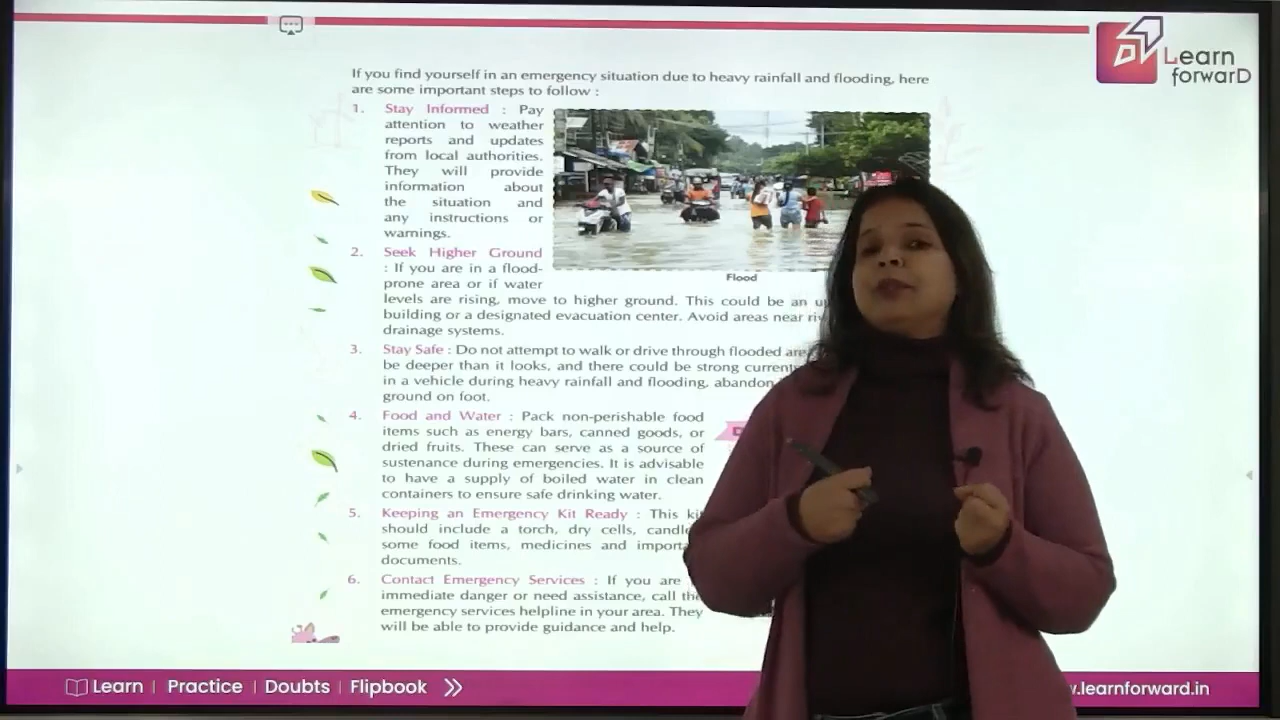 Learn
forwarD
If you find yourself in an emergency situation due to heavy rainfall and flooding, here
are some important steps to follow :
1. Stay Informed : Pay
attention to weather
reports and updates
from local authorities.
They will provide
information about
the situation and
any instructions or
warnings.
Flood
2. Seek Higher Ground
: If you are in a flood-
prone area or if water
levels are rising, move to higher ground. This could be an
building or a designated evacuation center. Avoid areas near
drainage systems.
3. Stay Safe : Do not attempt to walk or drive through flooded
be deeper than it looks, and there could be strong
in a vehicle during heavy rainfall and flooding, abandon
ground on foot.
4. Food and Water : Pack non-perishable food
items such as energy bars, canned goods, or
dried fruits. These can serve as a source of
sustenance during emergencies. It is advisable
to have a supply of boiled water in clean
containers to ensure safe drinking water.
5. Keeping an Emergency Kit Ready : This kit
should include a torch, dry cells,
some food items, medicines and
documents.
6. Contact Emergency Services : If you are
immediate danger or need assistance, call the
emergency services helpline in your area. They
will be able to provide guidance and help.
Learn | Practice | Doubts | Flipbook
.learnforward.in